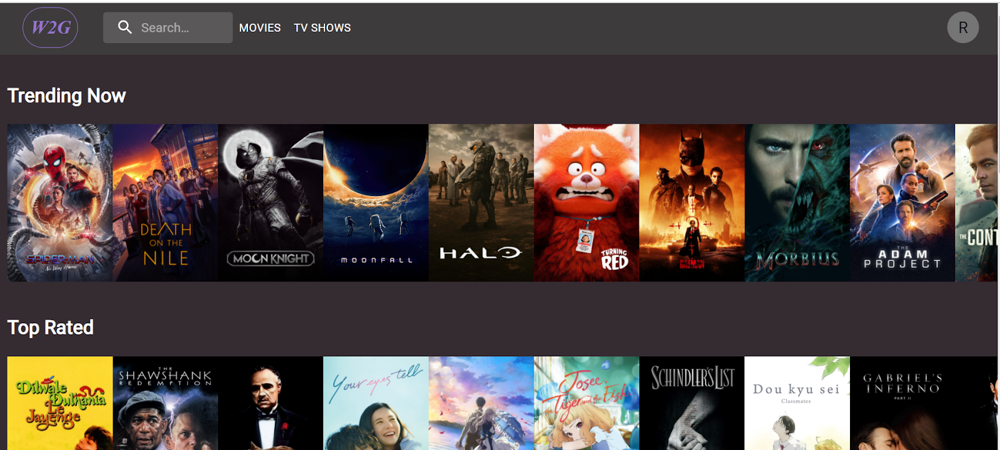 W2G
Search...
MOVIES
TV SHOWS
R
Trending Now
SPIDER-MAN
No Way Home
DEATH
ON THE
NILE
MOON KNIGHT
MOONFALL
HALO
TURNING
RED
BATMAN
MORBIUS
THE
ADAM
PROJECT
THE CONT
Top Rated
Dilwale
Dulhania
Le
Jayenge
THE
SHAWSHANK
REDEMPTION
Your eyes tell
Josee,
the Tiger and the Fish
SCHINDLER'S LIST
Dou kyu sei
Classmates
GABRIEL'S
INFERNO
PART II